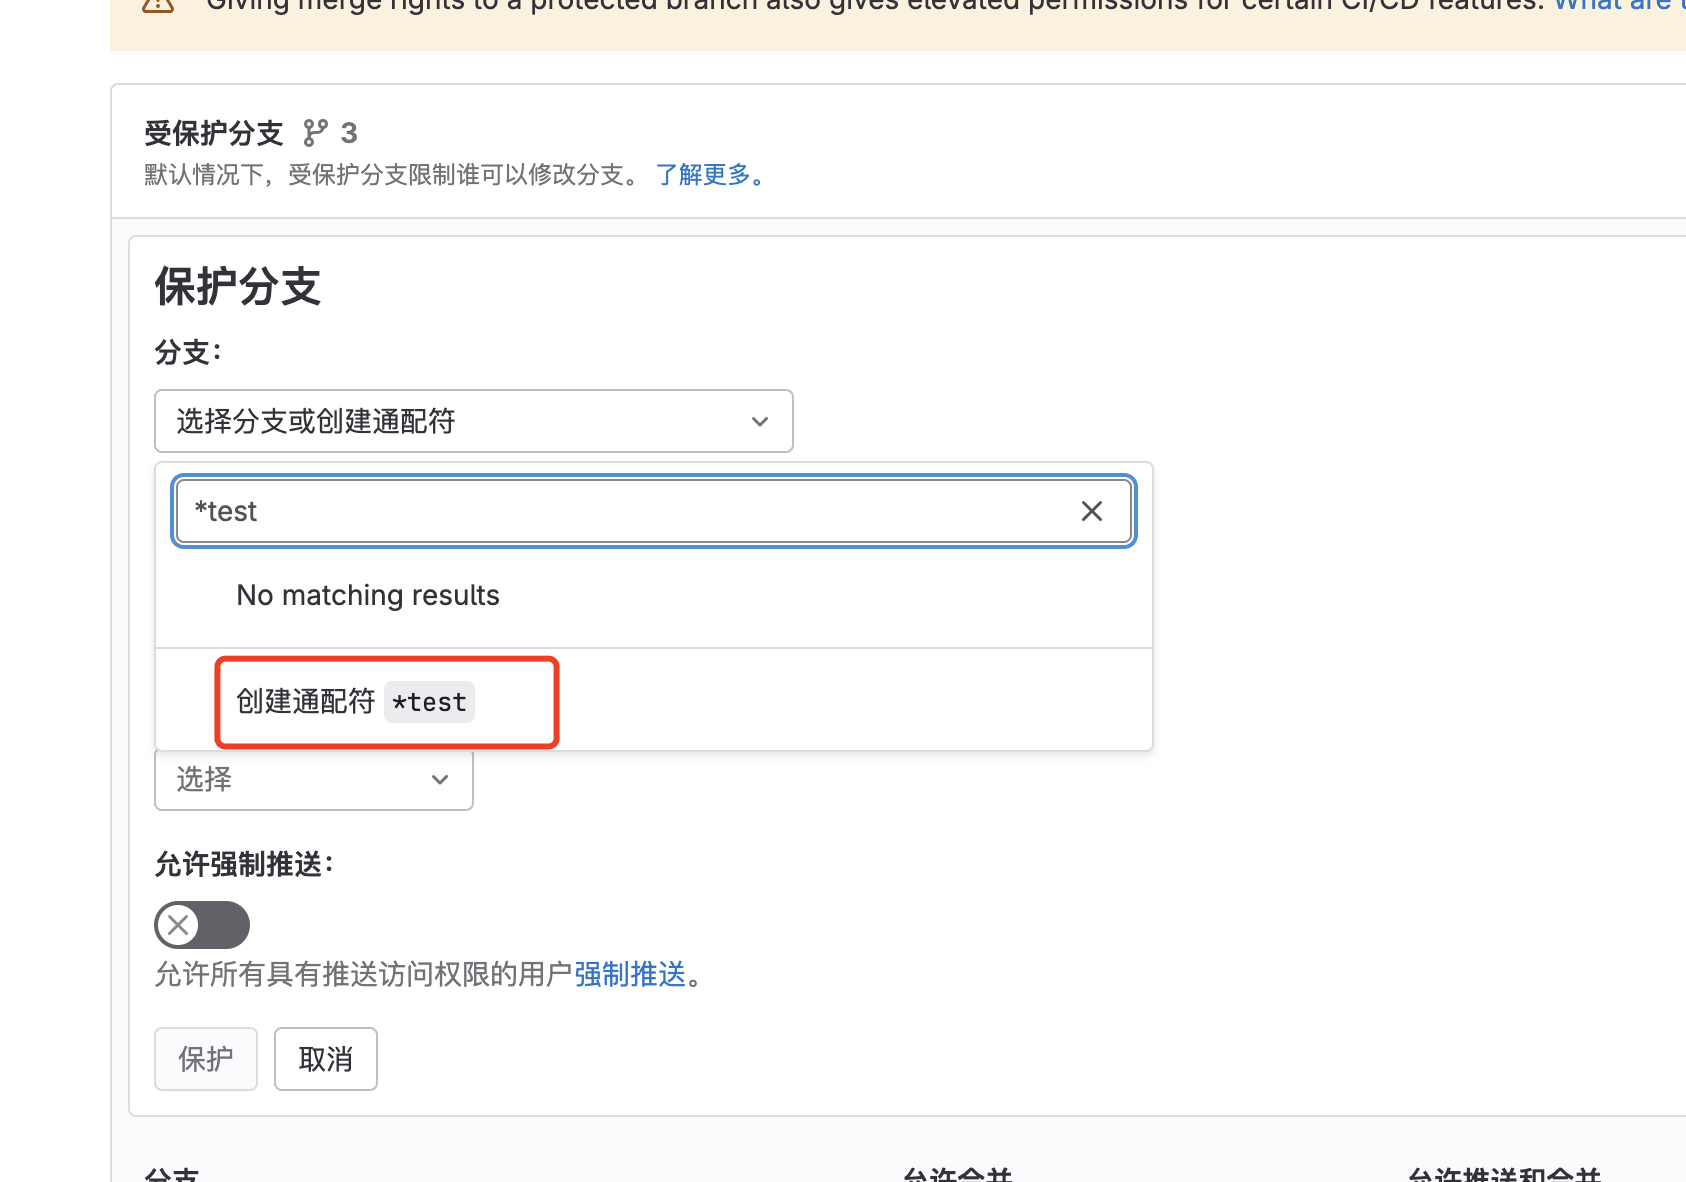 Giving merge rights to a protected branch also gives elevated permissions for certain CI/CD features. What are
受保护分支 3
默认情况下，受保护分支限制谁可以修改分支。 了解更多。
保护分支
分支：
选择分支或创建通配符
*test
No matching results
创建通配符 *test
选择
允许强制推送：
允许所有具有推送访问权限的用户强制推送。
保护 取消
分支 允许合并 允许推送和合并